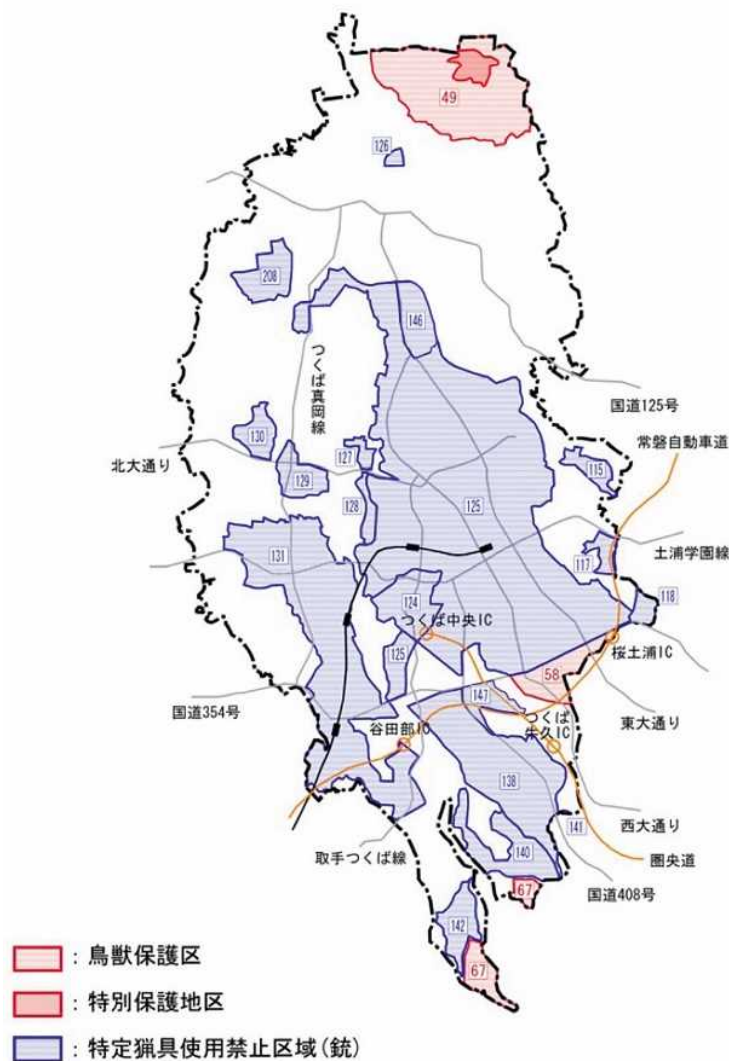 49
126
208
146
つくば真岡線
国道125号
常磐自動車道
130
127
北大通り
129
115
128
125
131
土浦学園線
117
118
124
つくば中央IC
桜土浦IC
125
58
147
国道354号
東大通り
谷田部IC
つくば
牛久IC
138
141
西大通り
取手つくば線
140
圏央道
67
国道408号
142
67
：鳥獣保護区
：特別保護地区
：特定猟具使用禁止区域(銃)